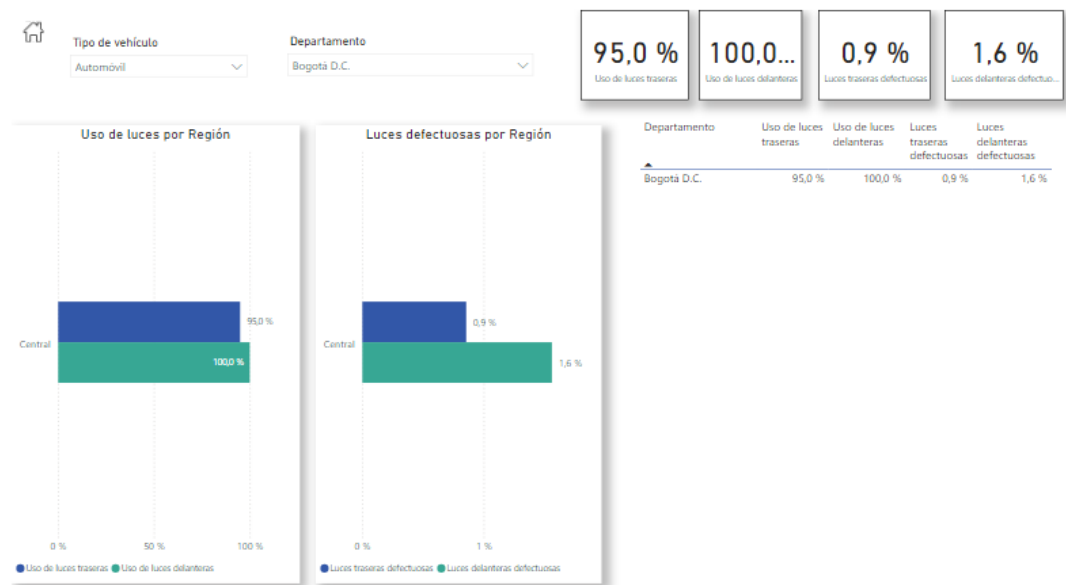 Tipo de vehículo
Automóvil
Departamento
Bogotá D.C.
95,0 %
Uso de luces traseras
100,0...
Uso de luces delanteras
0,9 %
Luces traseras defectuosas
1,6 %
Luces delanteras defectuo...
Uso de luces por Región
Central
95,0 %
100,0 %
0 %
50 %
100 %
Uso de luces traseras
Uso de luces delanteras
Luces defectuosas por Región
Central
0,9 %
1,6 %
0 %
1 %
Luces traseras defectuosas
Luces delanteras defectuosas
Departamento
Uso de luces
traseras
Uso de luces
delanteras
Luces
traseras
defectuosas
Luces
delanteras
defectuosas
Bogotá D.C. 95,0 % 100,0 % 0,9 % 1,6 %